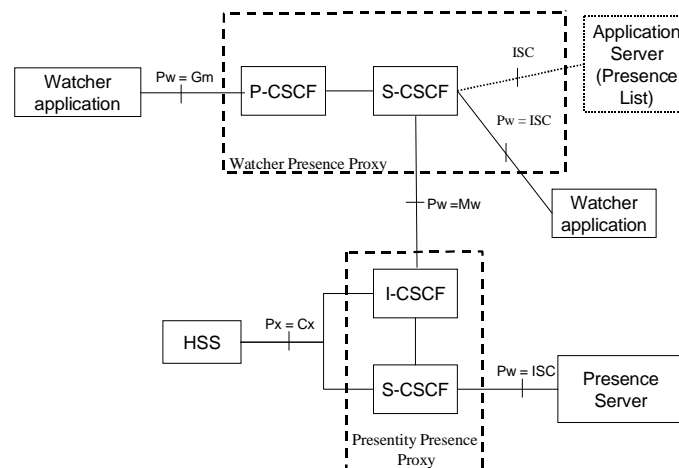 Application
Server
(Presence
List)
ISC
Watcher
application
Pw = Gm
P-CSCF
S-CSCF
Pw = ISC
Watcher Presence Proxy
Watcher
application
Pw =Mw
I-CSCF
HSS
Px = Cx
S-CSCF
Pw = ISC
Presence
Server
Presentity Presence
Proxy